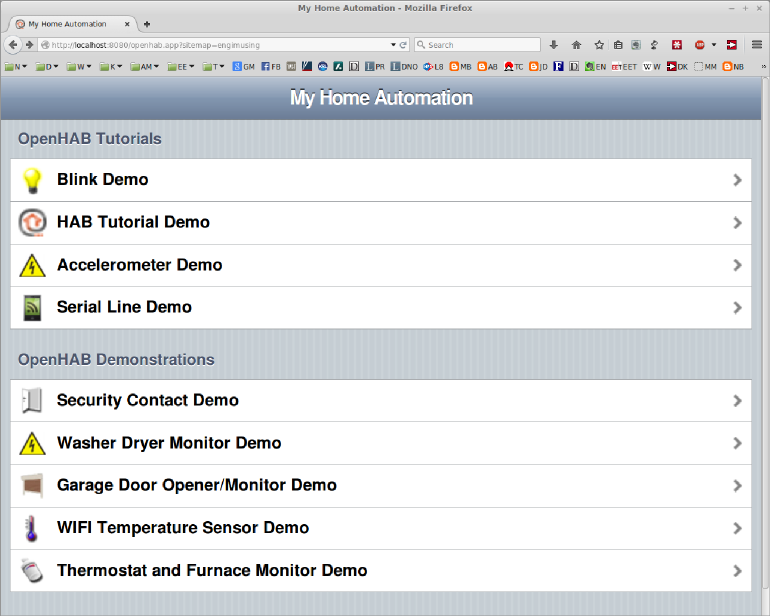 My Home Automation - Mozilla Firefox
My Home Automation
http://localhost:8080/openhab.app?sitemap=engimusing
Search
N D W K AM EE T GM FB PR DNO LB MB AB TC JD EN EET W DK MM NB
My Home Automation
OpenHAB Tutorials
Blink Demo
HAB Tutorial Demo
Accelerometer Demo
Serial Line Demo
OpenHAB Demonstrations
Security Contact Demo
Washer Dryer Monitor Demo
Garage Door Opener/Monitor Demo
WIFI Temperature Sensor Demo
Thermostat and Furnace Monitor Demo